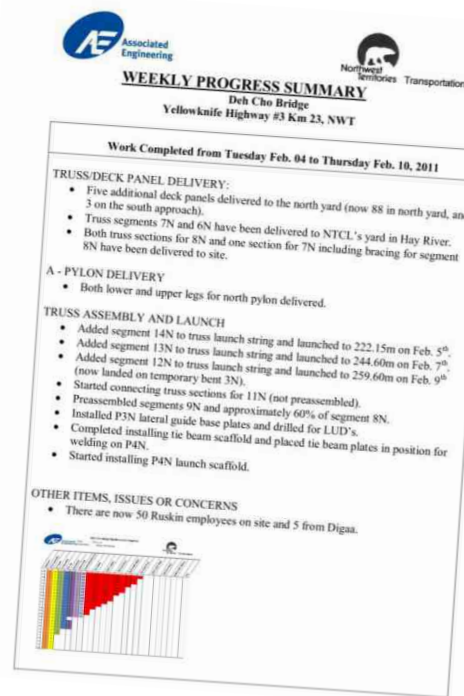 Associated
Engineering
Northwest
Territories Transportation
WEEKLY PROGRESS SUMMARY
Deh Cho Bridge
Yellowknife Highway #3 Km 23, NWT
Work Completed from Tuesday Feb. 04 to Thursday Feb. 10, 2011
TRUSS/DECK PANEL DELIVERY:
• Five additional deck panels delivered to the north yard (now 88 in north yard, and
3 on the south approach).
• Truss segments 7N and 6N have been delivered to NTCL's yard in Hay River.
• Both truss sections for 8N and one section for 7N including bracing for segment
8N have been delivered to site.
A - PYLON DELIVERY
• Both lower and upper legs for north pylon delivered.
TRUSS ASSEMBLY AND LAUNCH
• Added segment 14N to truss launch string and launched to 222.15m on Feb. 5th.
• Added segment 13N to truss launch string and launched to 244.60m on Feb. 7th.
• Added segment 12N to truss launch string and launched to 259.60m on Feb. 9th
(now landed on temporary bent 3N).
• Started connecting truss sections for 11N (not preassembled).
• Preassembled segments 9N and approximately 60% of segment 8N.
• Installed P3N lateral guide base plates and drilled for LUD's.
• Completed installing tie beam scaffold and placed tie beam plates in position for
welding on P4N.
• Started installing P4N launch scaffold.
OTHER ITEMS, ISSUES OR CONCERNS
• There are now 50 Ruskin employees on site and 5 from Digaa.